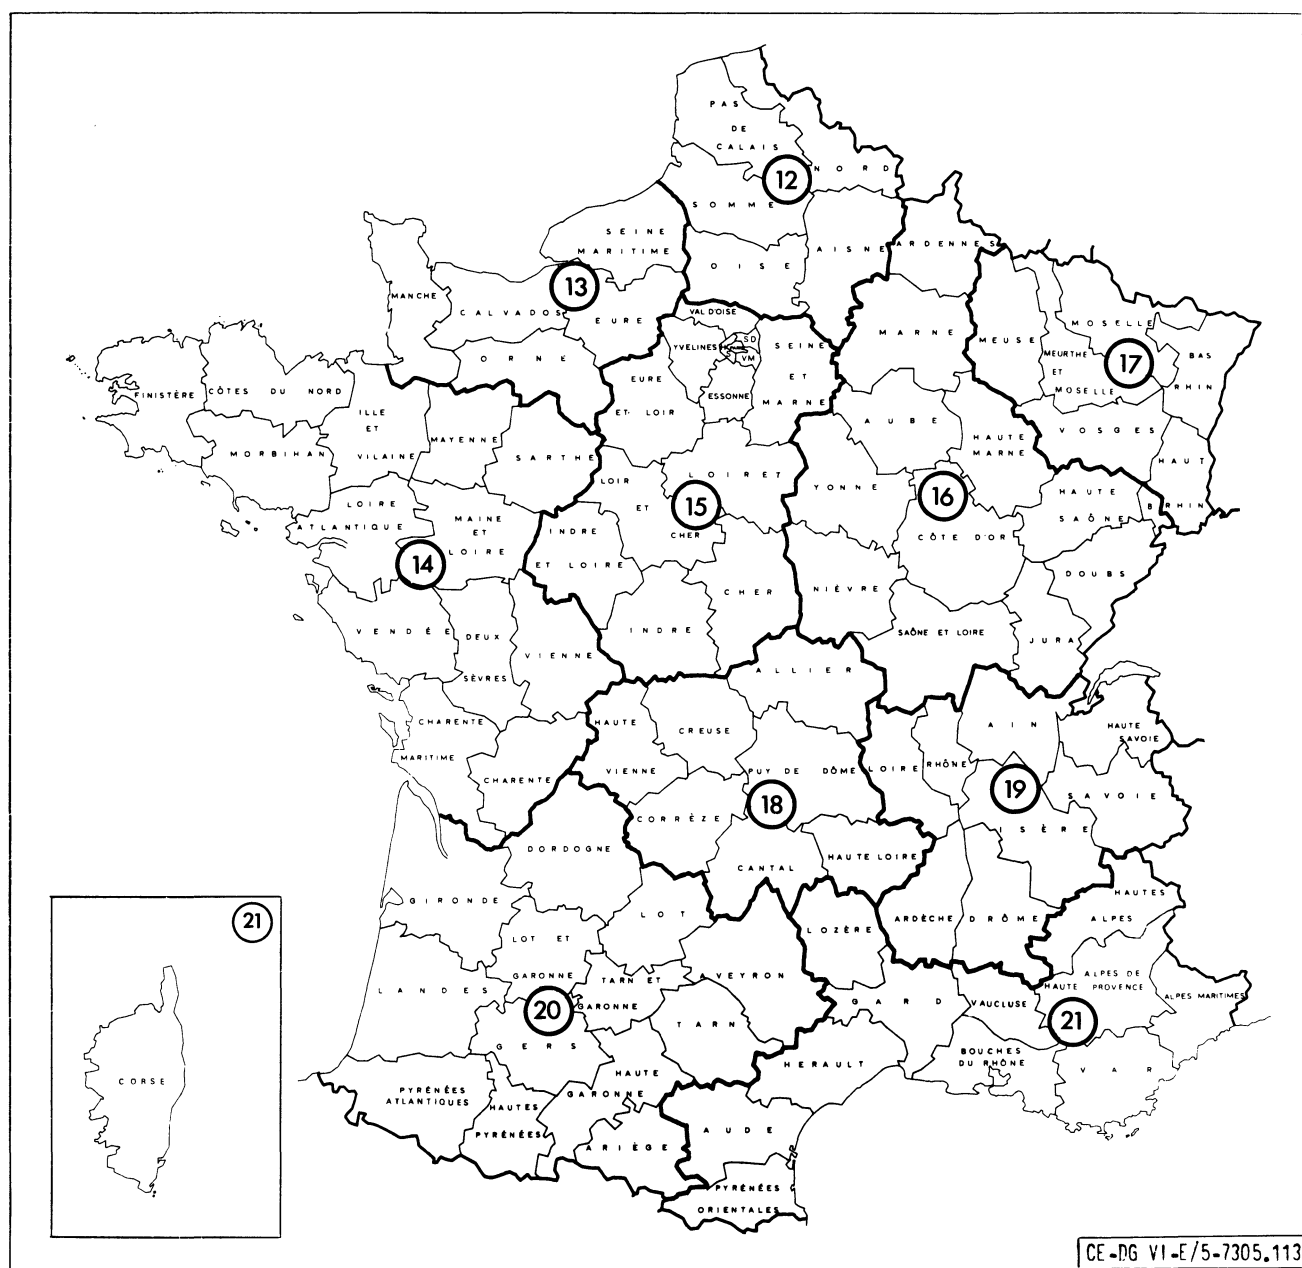 PAS
DE
CALAIS
NORD
12
SOMME
SEINE
MARITIME
AISNE
ARDENNES
OISE
13
MANCHE
CALVADOS
EURE
VAL D'OISE
MARNE
MOSELLE
MEUSE
YVELINES
SD
VM
SEINE
ET
MARNE
ORNE
MEURTHE
ET
MOSELLE
17
BAS
RHIN
FINISTÈRE
CÔTES DU NORD
EURE
ET LOIR
ESSONNE
ILLE
ET
VILAINE
MAYENNE
SARTHE
AUBE
HAUTE
MARNE
VOSGES
HAUT
RHIN
MORBIHAN
LOIR
ET
CHER
LOIRET
15
YONNE
16
HAUTE
SAÔNE
B
LOIRE
ATLANTIQUE
MAINE
ET
LOIRE
INDRE
ET LOIRE
CÔTE D'OR
14
DOUBS
CHER
NIÈVRE
VENDÉE
DEUX
SÈVRES
VIENNE
INDRE
SAÔNE ET LOIRE
JURA
ALLIER
CHARENTE
MARITIME
HAUTE
VIENNE
CREUSE
AIN
HAUTE
SAVOIE
CHARENTE
PUY DE DÔME
LOIRE
RHÔNE
19
SAVOIE
18
CORRÈZE
ISÈRE
DORDOGNE
CANTAL
HAUTE LOIRE
GIRONDE
LOT
HAUTES
ALPES
21
LOT ET
GARONNE
LOZÈRE
ARDÈCHE
DRÔME
LANDES
TARN ET
GARONNE
AVEYRON
ALPES DE
HAUTE PROVENCE
ALPES MARITIMES
20
GARD
VAUCLUSE
21
GERS
TARN
HAUTE
GARONNE
HERAULT
BOUCHES
DU RHÔNE
VAR
CORSE
PYRÉNÉES
ATLANTIQUES
HAUTES
PYRÉNÉES
ARIÈGE
AUDE
PYRÉNÉES
ORIENTALES
CE-DG VI-E/5-7305.113